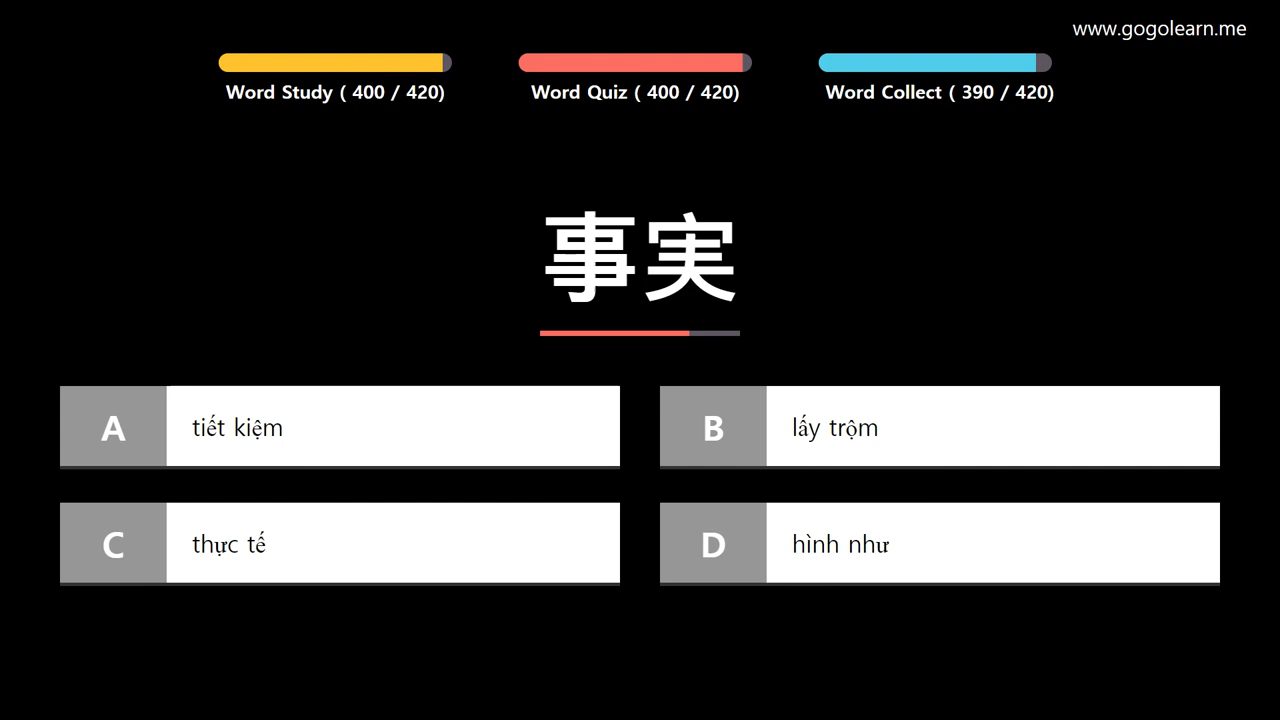 www.gogolearn.me
Word Study ( 400 / 420)
Word Quiz ( 400 / 420)
Word Collect ( 390 / 420)
事実
A
tiết kiệm
B
lấy trộm
C
thực tế
D
hình như